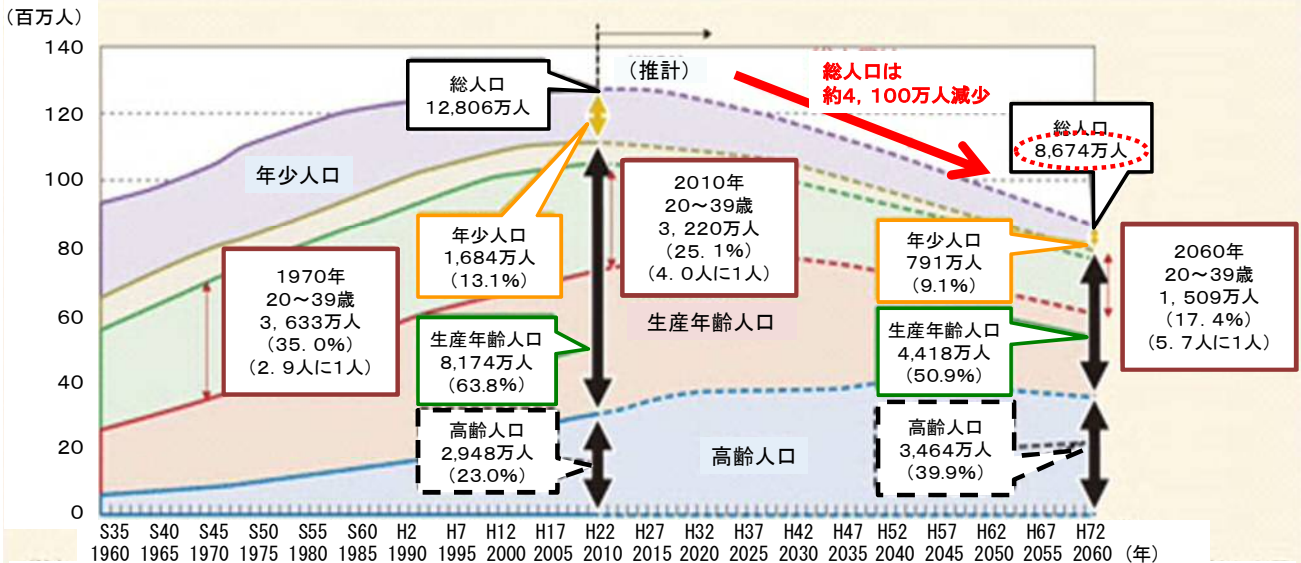 (百万人)
140
120
100
80
60
40
20
0
(推計)
総人口は
約4,100万人減少
総人口
12,806万人
総人口
8,674万人
年少人口
年少人口
1,684万人
(13.1%)
2010年
20～39歳
3,220万人
(25.1%)
(4.0人に1人)
年少人口
791万人
(9.1%)
2060年
20～39歳
1,509万人
(17.4%)
(5.7人に1人)
1970年
20～39歳
3,633万人
(35.0%)
(2.9人に1人)
生産年齢人口
生産年齢人口
8,174万人
(63.8%)
生産年齢人口
4,418万人
(50.9%)
高齢人口
2,948万人
(23.0%)
高齢人口
高齢人口
3,464万人
(39.9%)
S35 S40 S45 S50 S55 S60 H2 H7 H12 H17 H22 H27 H32 H37 H42 H47 H52 H57 H62 H67 H72
1960 1965 1970 1975 1980 1985 1990 1995 2000 2005 2010 2015 2020 2025 2030 2035 2040 2045 2050 2055 2060 (年)